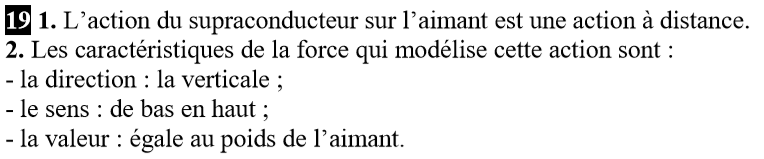 19 1. L’action du supraconducteur sur l’aimant est une action à distance.
2. Les caractéristiques de la force qui modélise cette action sont :
- la direction : la verticale ;
- le sens : de bas en haut ;
- la valeur : égale au poids de l’aimant.